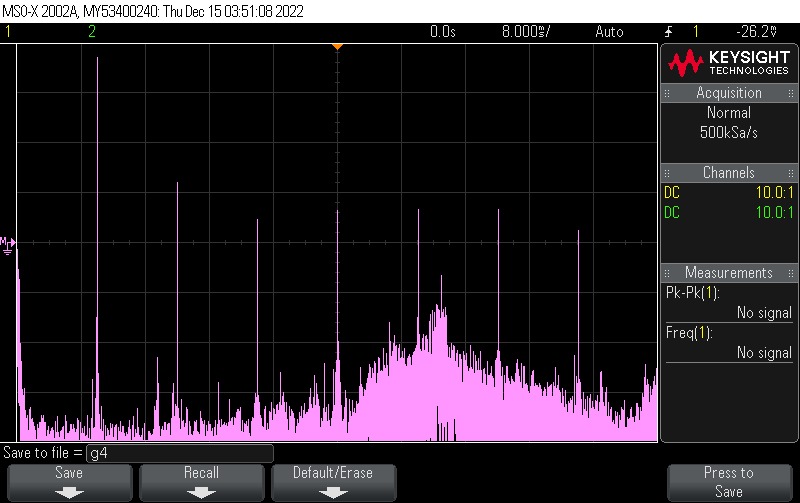 MSO-X 2002A, MY53400240: Thu Dec 15 03:51:08 2022
1 2 0.0s 8.000ms/ Auto 1 -26.2V
KEYSIGHT
TECHNOLOGIES
Acquisition
Normal
500kSa/s
Channels
DC 10.0:1
DC 10.0:1
M
Measurements
Pk-Pk(1):
No signal
Freq(1):
No signal
Save to file = g4
Save Recall Default/Erase Press to
Save